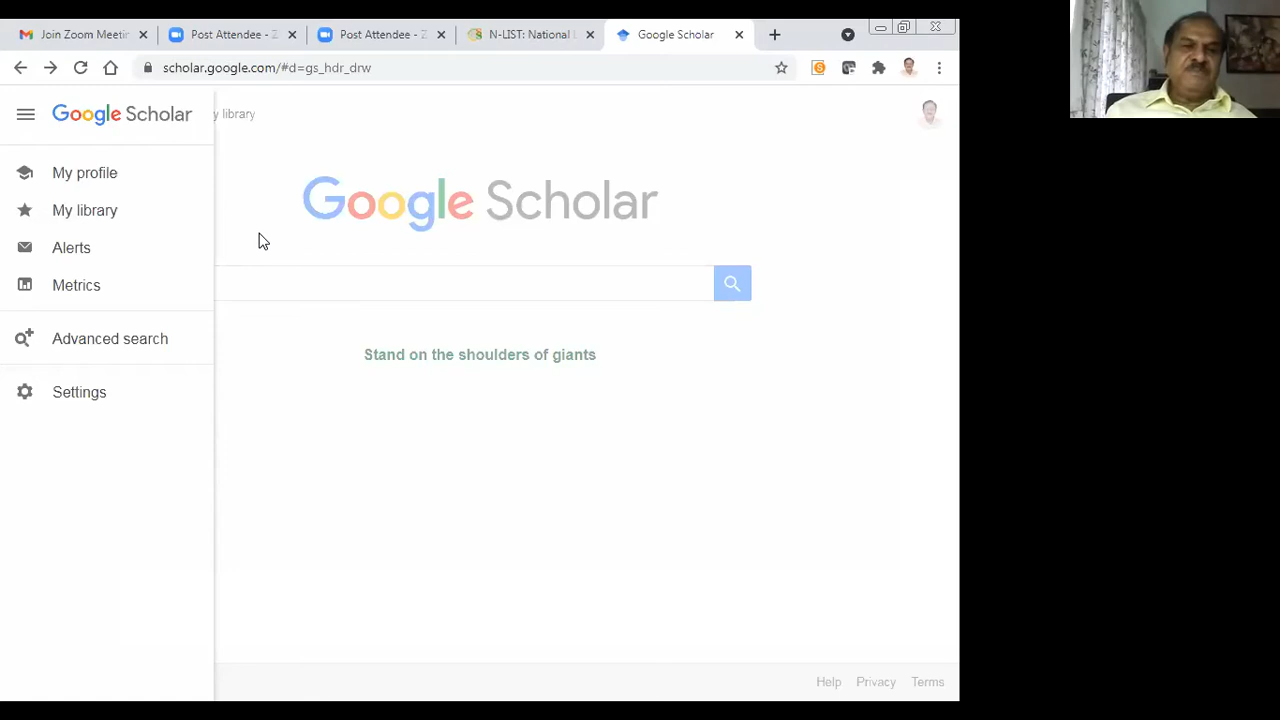 Join Zoom Meetin
Post Attendee - Z
Post Attendee - Z
N-LIST: National L
Google Scholar
scholar.google.com/#d=gs_hdr_drw
Google Scholar
y library
My profile
My library
Alerts
Metrics
Advanced search
Settings
Google Scholar
Stand on the shoulders of giants
Help Privacy Terms